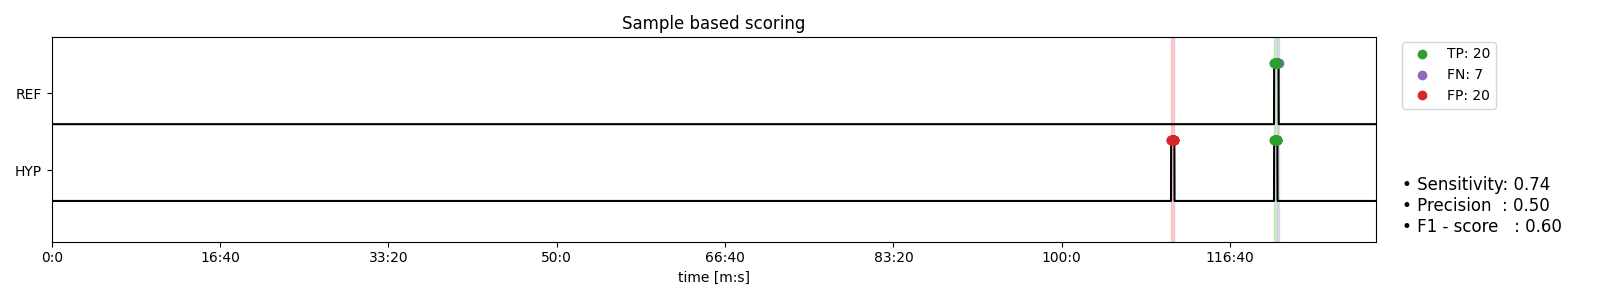 Sample based scoring
TP: 20
FN: 7
FP: 20
REF
HYP
• Sensitivity: 0.74
• Precision  : 0.50
• F1 - score   : 0.60
0:0 16:40 33:20 50:0 66:40 83:20 100:0 116:40
time [m:s]